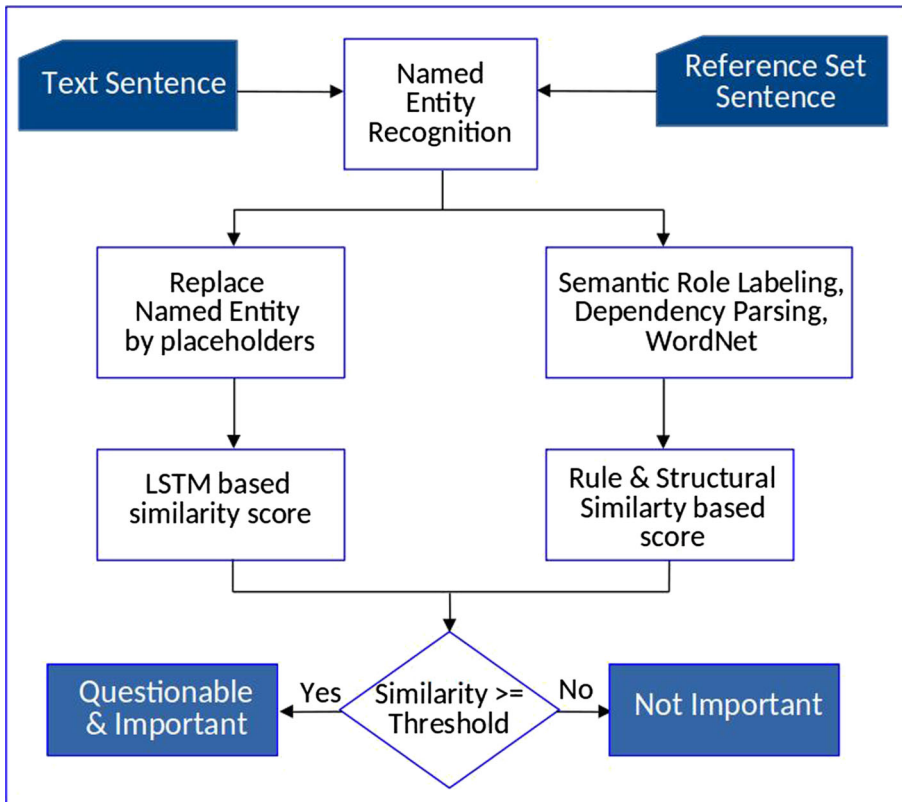 Text Sentence
Named
Entity
Recognition
Reference Set
Sentence
Replace
Named Entity
by placeholders
Semantic Role Labeling,
Dependency Parsing,
WordNet
LSTM based
similarity score
Rule & Structural
Similarty based
score
Questionable
& Important
Yes
Similarity >=
Threshold
No
Not Important